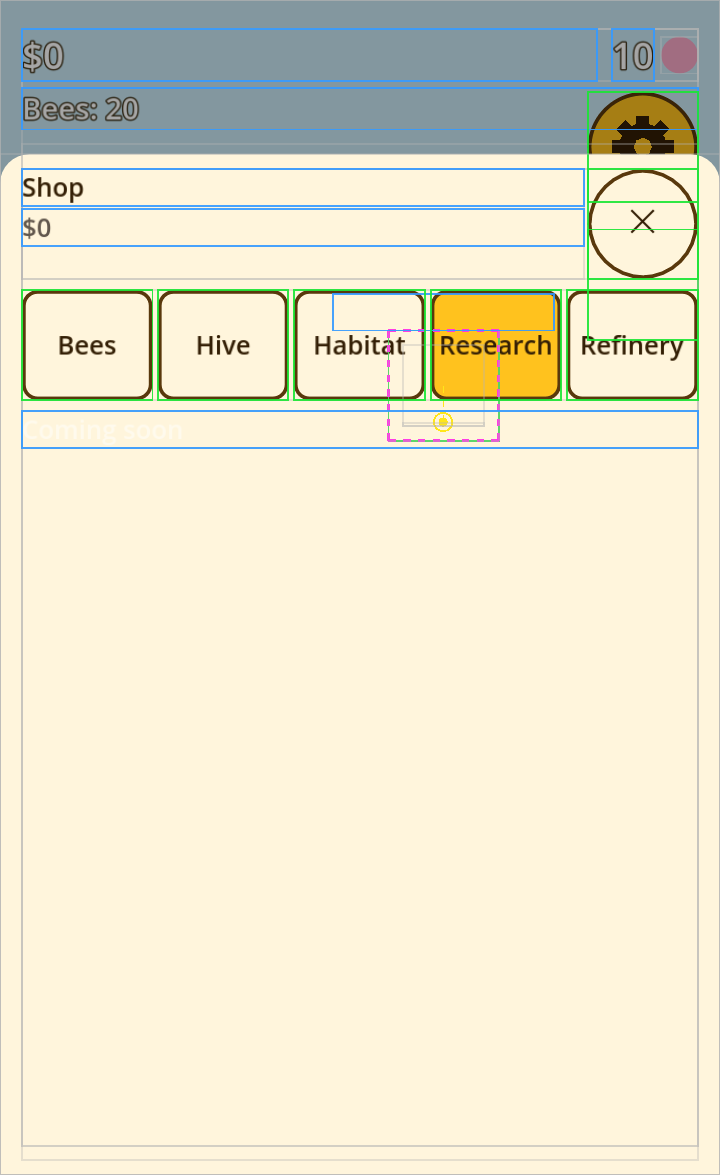 $0
10
Bees: 20
Shop
$0
Bees
Hive
Habitat
Research
Refinery
Coming soon